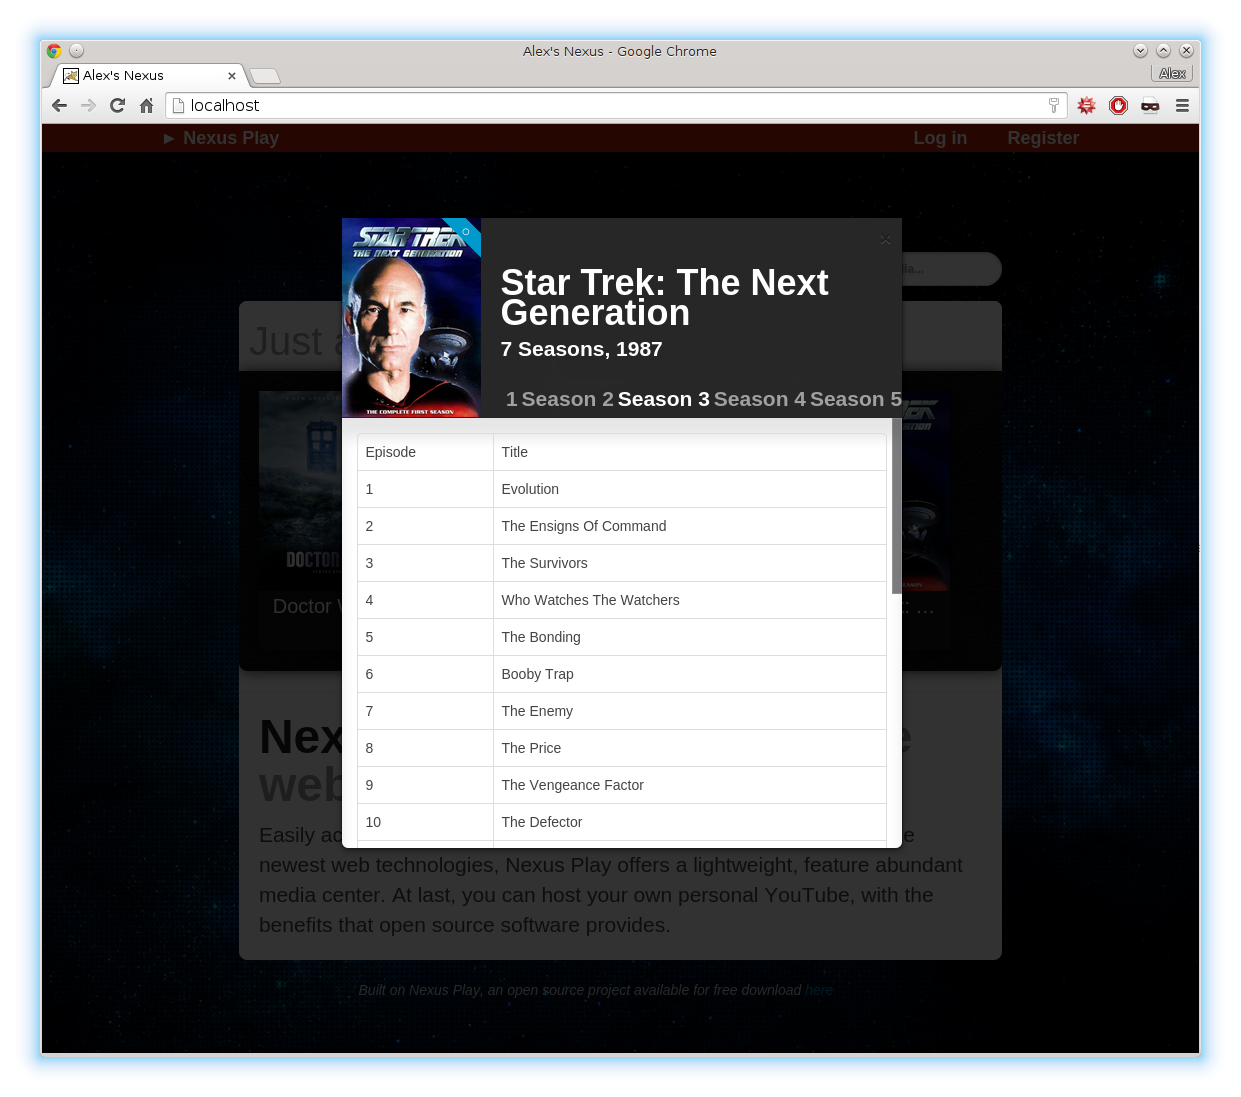 Alex's Nexus - Google Chrome
Alex's Nexus
Alex
localhost
► Nexus Play Log in Register
STAR TREK
THE NEXT GENERATION
THE COMPLETE FIRST SEASON
×
Star Trek: The Next
Generation
7 Seasons, 1987
1 Season 2 Season 3 Season 4 Season 5
Just
Episode Title
1 Evolution
2 The Ensigns Of Command
3 The Survivors
4 Who Watches The Watchers
5 The Bonding
6 Booby Trap
7 The Enemy
8 The Price
9 The Vengeance Factor
10 The Defector
DOCTOR
Doctor
Nex
web
Easily ac
newest web technologies, Nexus Play offers a lightweight, feature abundant
media center. At last, you can host your own personal YouTube, with the
benefits that open source software provides.
Built on Nexus Play, an open source project available for free download here